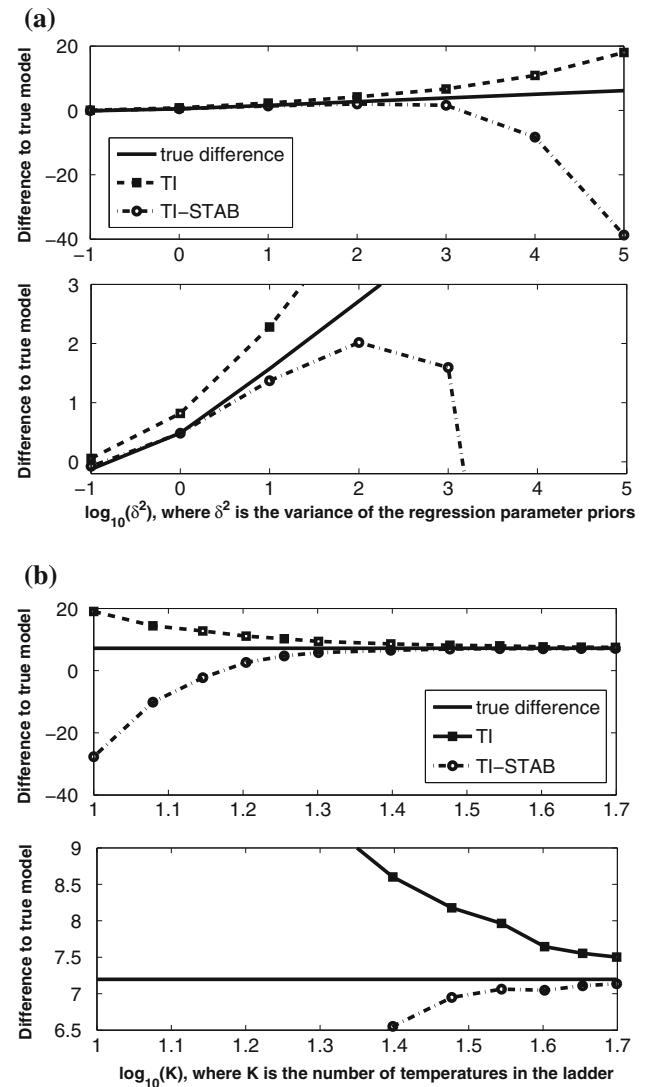 (a)
Difference to true model
20
0
−20
−40
true difference
TI
TI−STAB
−1 0 1 2 3 4 5
Difference to true model
3
2
1
0
−1 0 1 2 3 4 5
log10(δ2), where δ2 is the variance of the regression parameter priors
(b)
Difference to true model
20
0
−20
−40
true difference
TI
TI−STAB
1 1.1 1.2 1.3 1.4 1.5 1.6 1.7
Difference to true model
9
8.5
8
7.5
7
6.5
1 1.1 1.2 1.3 1.4 1.5 1.6 1.7
log10(K), where K is the number of temperatures in the ladder